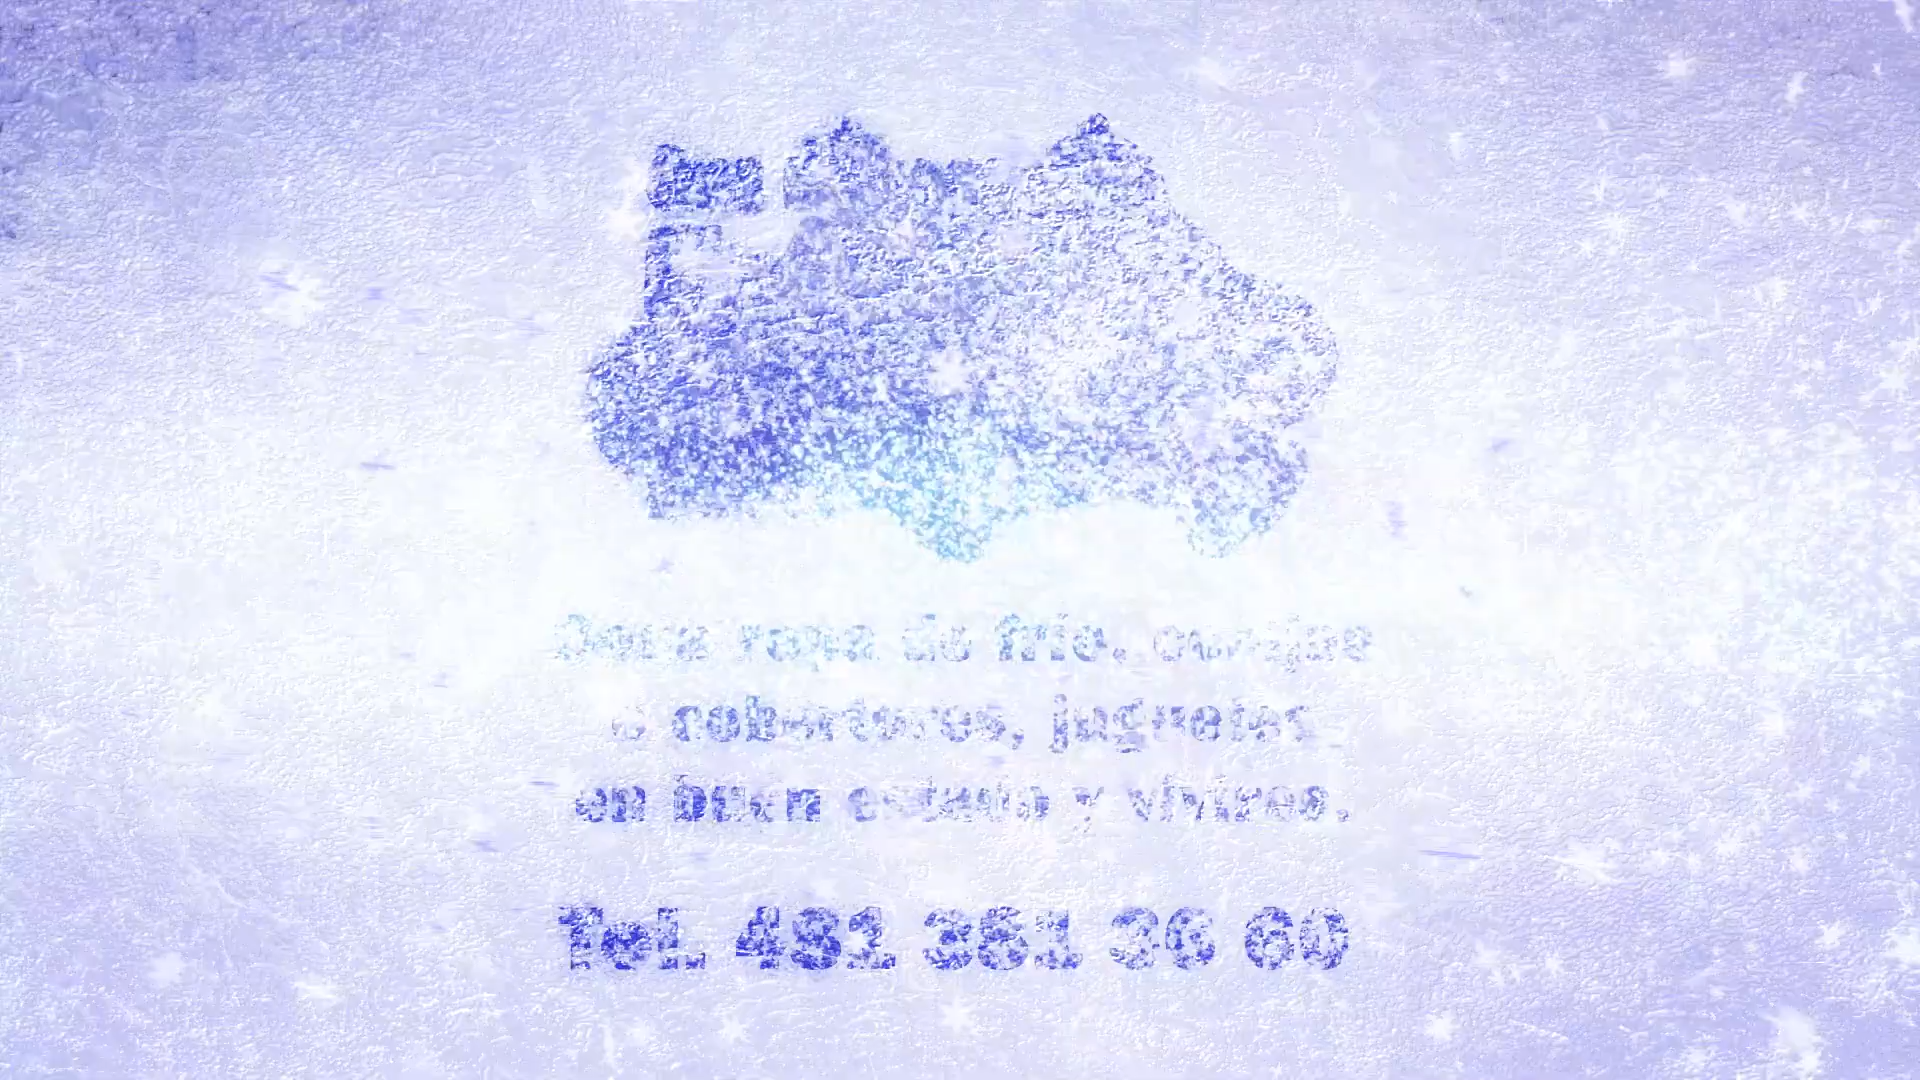 Dona ropa de frío, cobijas
o cobertores, juguetes
en buen estado y víveres.
Tel. 481 381 36 60